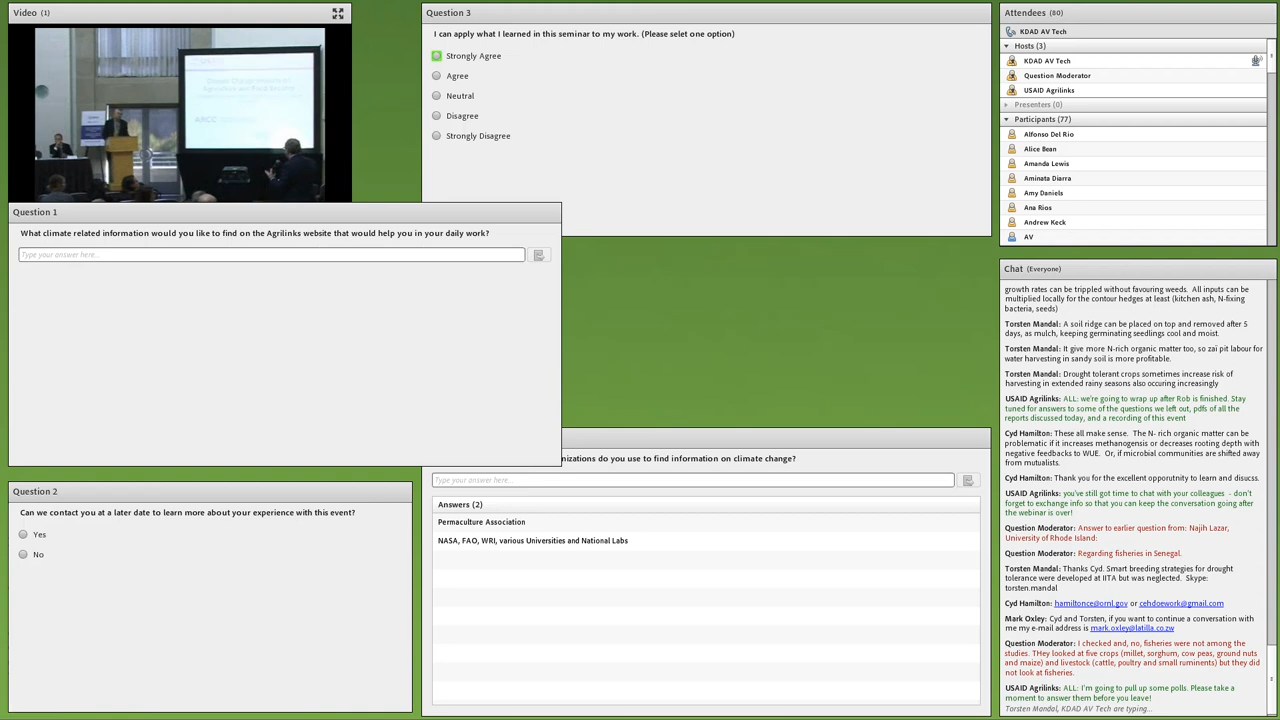 Video (1)
Climate Change Impacts on
Agriculture and Food Security
ARCC
Question 3
I can apply what I learned in this seminar to my work. (Please selet one option)
Strongly Agree
Agree
Neutral
Disagree
Strongly Disagree
Question 1
What climate related information would you like to find on the Agrilinks website that would help you in your daily work?
Type your answer here...
Question 2
Can we contact you at a later date to learn more about your experience with this event?
Yes
No
nizations do you use to find information on climate change?
Type your answer here...
Answers (2)
Permaculture Association
NASA, FAO, WRI, various Universities and National Labs
Attendees (80)
KDAD AV Tech
Hosts (3)
KDAD AV Tech
Question Moderator
USAID Agrilinks
Presenters (0)
Participants (77)
Alfonso Del Rio
Alice Bean
Amanda Lewis
Aminata Diarra
Amy Daniels
Ana Rios
Andrew Keck
AV
Chat (Everyone)
growth rates can be trippled without favouring weeds. All inputs can be
multiplied locally for the contour hedges at least (kitchen ash, N-fixing
bacteria, seeds)
Torsten Mandal: A soil ridge can be placed on top and removed after 5
days, as mulch, keeping germinating seedlings cool and moist.
Torsten Mandal: It give more N-rich organic matter too, so zaï pit labour for
water harvesting in sandy soil is more profitable.
Torsten Mandal: Drought tolerant crops sometimes increase risk of
harvesting in extended rainy seasons also occuring increasingly
USAID Agrilinks: ALL: we're going to wrap up after Rob is finished. Stay
tuned for answers to some of the questions we left out, pdfs of all the
reports discussed today, and a recording of this event
Cyd Hamilton: These all make sense. The N- rich organic matter can be
problematic if it increases methanogensis or decreases rooting depth with
negative feedbacks to WUE. Or, if microbial communities are shifted away
from mutualists.
Cyd Hamilton: Thank you for the excellent opporutnity to learn and disucss.
USAID Agrilinks: you've still got time to chat with your colleagues - don't
forget to exchange info so that you can keep the conversation going after
the webinar is over!
Question Moderator: Answer to earlier question from: Najih Lazar,
University of Rhode Island:
Question Moderator: Regarding fisheries in Senegal.
Torsten Mandal: Thanks Cyd. Smart breeding strategies for drought
tolerance were developed at IITA but was neglected. Skype:
torsten.mandal
Cyd Hamilton: hamiltonce@ornl.gov or cehdoework@gmail.com
Mark Oxley: Cyd and Torsten, if you want to continue a conversation with
me my e-mail address is mark.oxley@latilla.co.zw
Question Moderator: I checked and, no, fisheries were not among the
studies. THey looked at five crops (millet, sorghum, cow peas, ground nuts
and maize) and livestock (cattle, poultry and small ruminents) but they did
not look at fisheries.
USAID Agrilinks: ALL: I'm going to pull up some polls. Please take a
moment to answer them before you leave!
Torsten Mandal, KDAD AV Tech are typing...